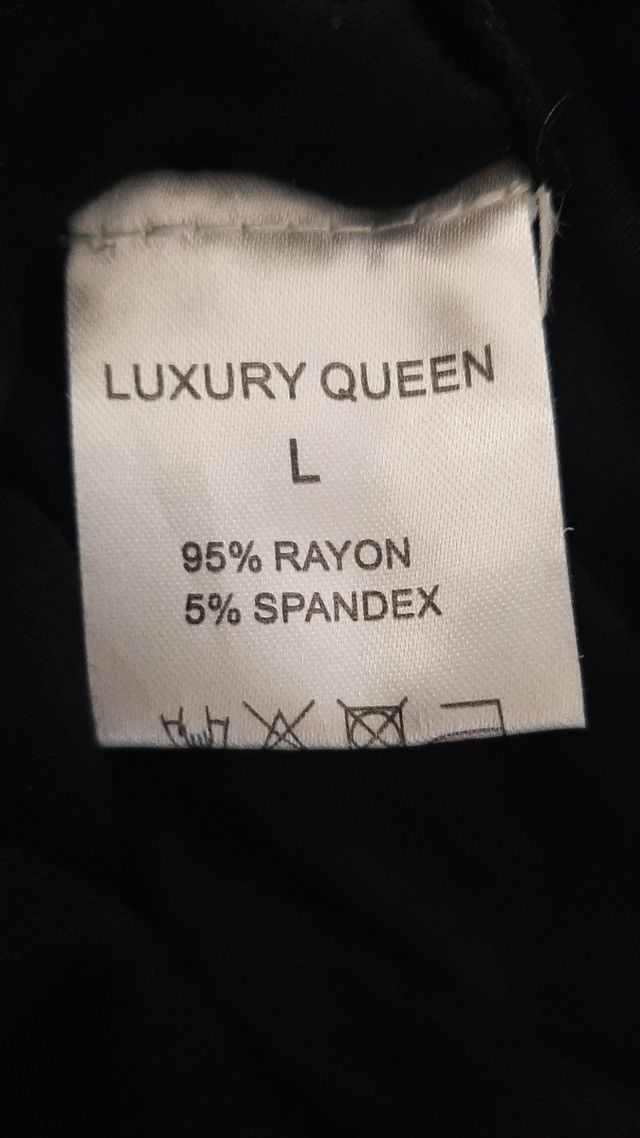 LUXURY QUEEN
L
95% RAYON
5% SPANDEX